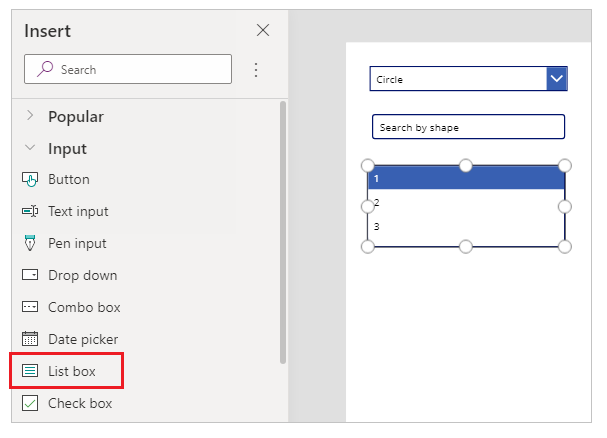 Insert
Search
Popular
Input
Button
Text input
Pen input
Drop down
Combo box
Date picker
List box
Check box
Circle
Search by shape
1
2
3